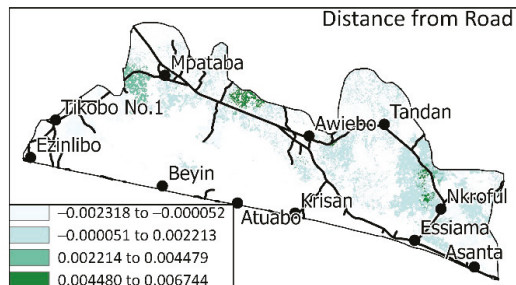 Distance from Road
Mpataba
Tikobo No.1
Tandan
Awiebo
Ezinlibo
Beyin
Krisan
Nkroful
Atuabo
Essiama
Asanta
−0.002318 to −0.000052
−0.000051 to 0.002213
0.002214 to 0.004479
0.004480 to 0.006744